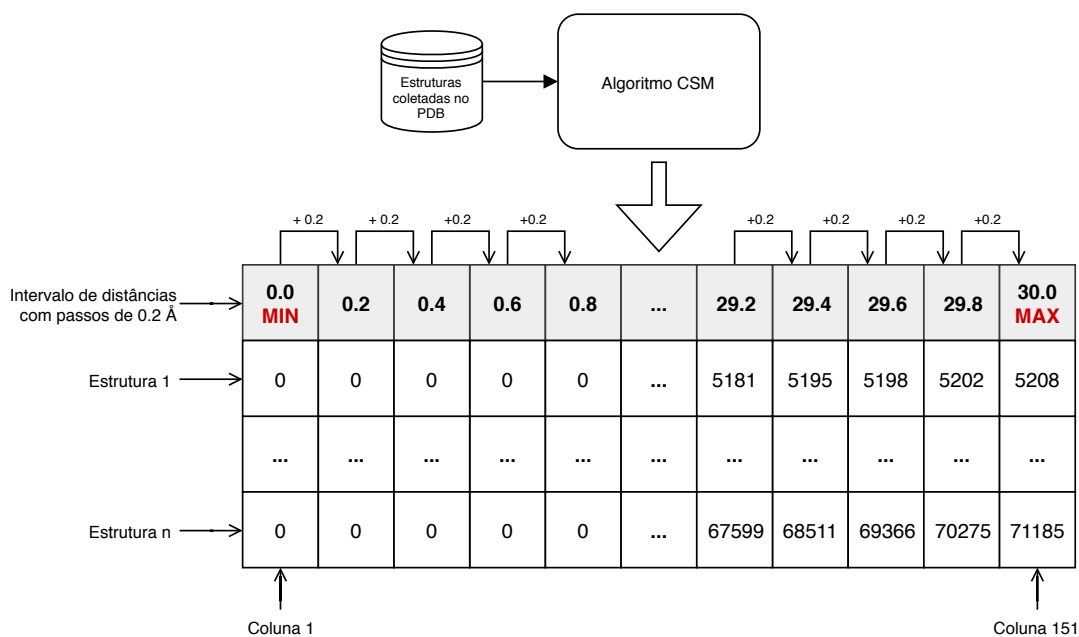 Estruturas
coletadas no
PDB
Algoritmo CSM
+ 0.2 + 0.2 +0.2 +0.2 +0.2 +0.2 +0.2 +0.2
Intervalo de distâncias
com passos de 0.2 Å
0.0 MIN 0.2 0.4 0.6 0.8 ... 29.2 29.4 29.6 29.8 30.0 MAX
Estrutura 1 0 0 0 0 0 ... 5181 5195 5198 5202 5208
... ... ... ... ... ... ... ... ... ... ...
Estrutura n 0 0 0 0 0 ... 67599 68511 69366 70275 71185
Coluna 1 Coluna 151